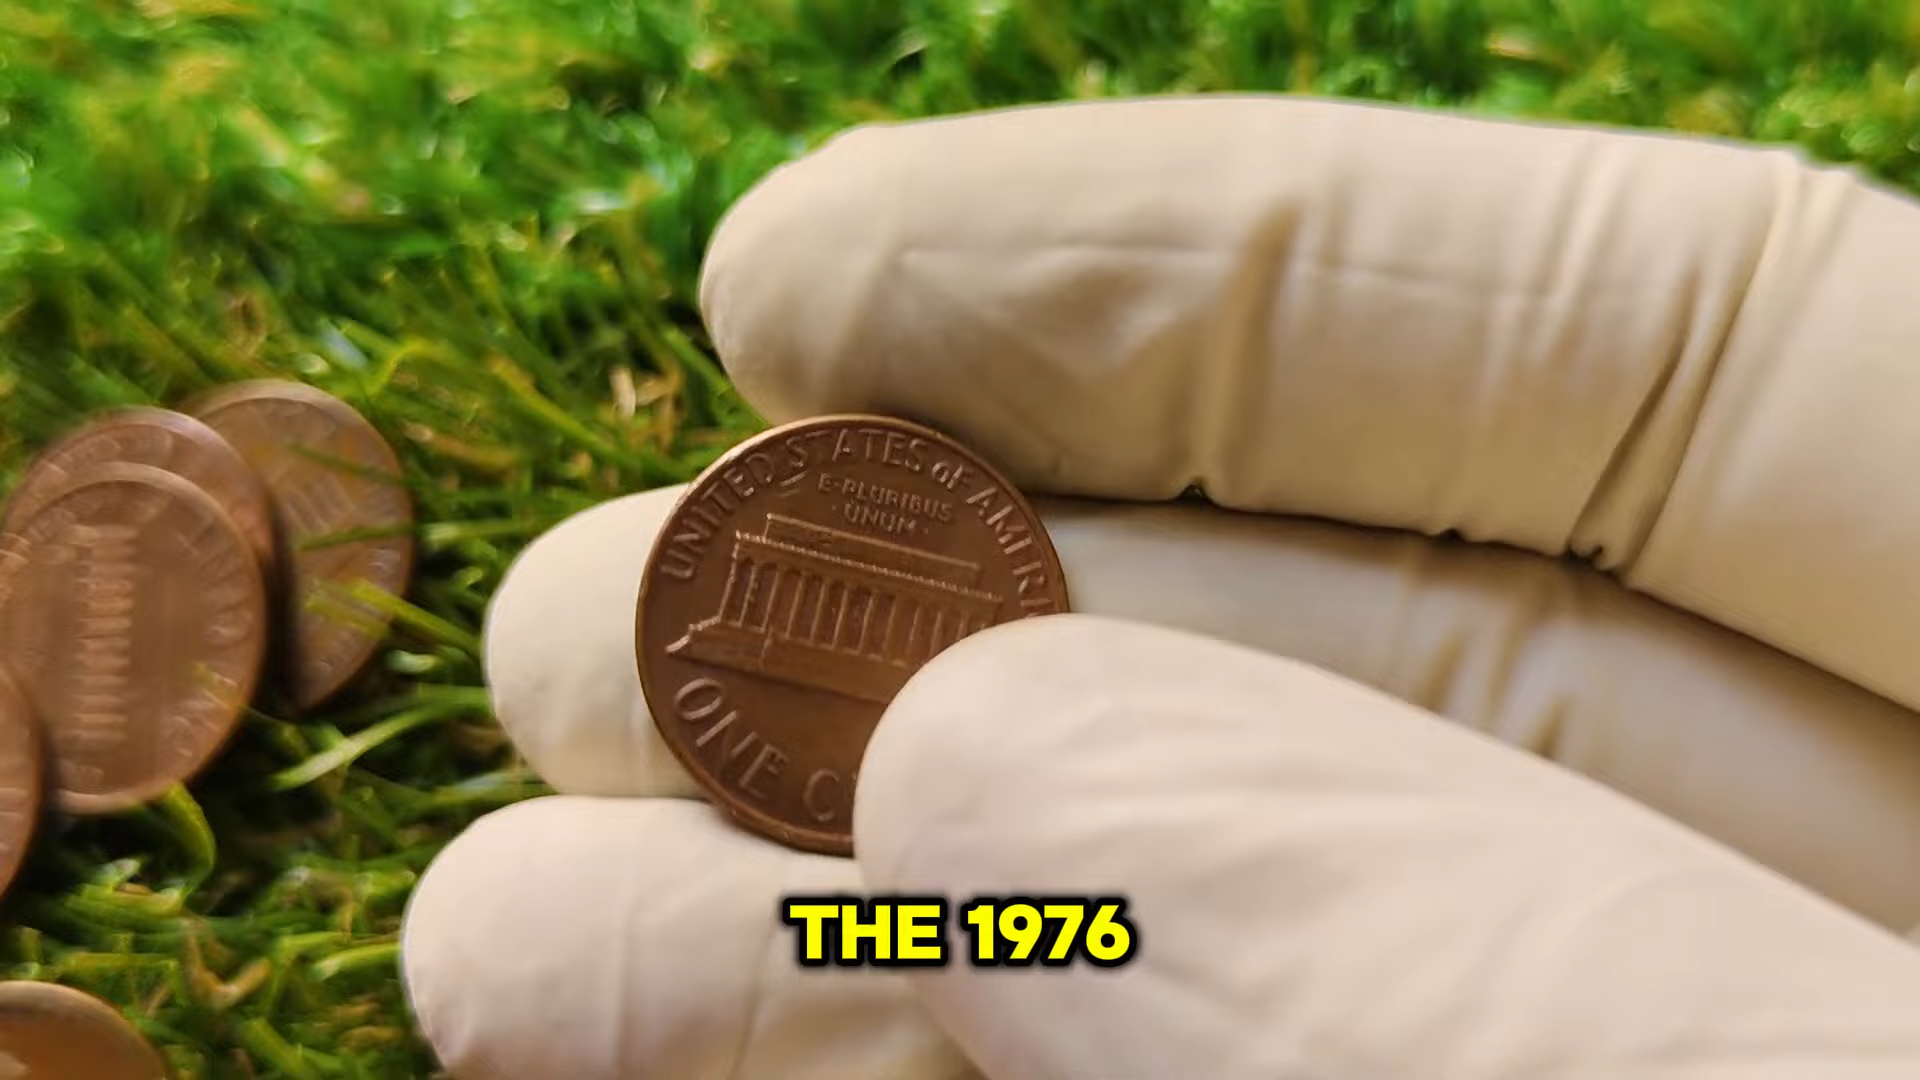 UNITED STATES OF AMERI
E·PLURIBUS
·UNUM·
ONE C
THE 1976